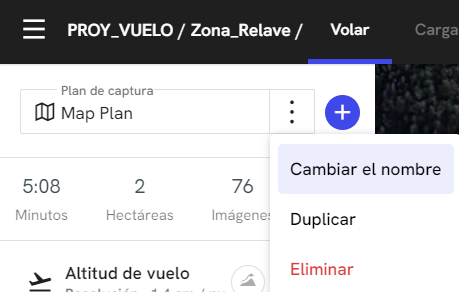 PROY_VUELO / Zona_Relave /
Volar
Carga
Plan de captura
Map Plan
Cambiar el nombre
Duplicar
Eliminar
5:08
Minutos
2
Hectáreas
76
Imágenes
Altitud de vuelo